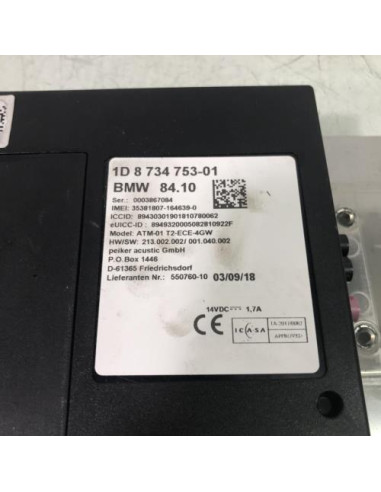 1D 8 734 753-01
BMW 84.10
Ser.: 0003867084
IMEI: 35381807-164639-0
ICCID: 89430301901810780062
eUICC-ID : 8949320005082810922F
Model: ATM-01 T2-ECE-4GW
HW/SW: 213.002.002/ 001.040.002
peiker acustic GmbH
P.O.Box 1446
D-61365 Friedrichsdorf
Lieferanten Nr.: 550760-10 03/09/18
14VDC 1,7A
CE ICASA